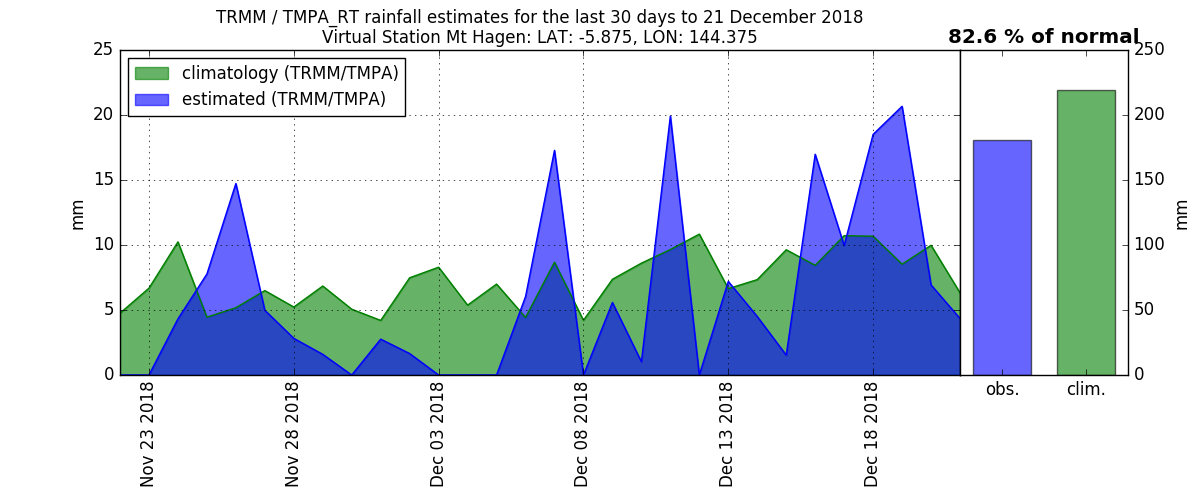 TRMM / TMPA_RT rainfall estimates for the last 30 days to 21 December 2018
Virtual Station Mt Hagen: LAT: -5.875, LON: 144.375
82.6 % of normal
climatology (TRMM/TMPA)
estimated (TRMM/TMPA)
25
20
15
10
5
0
mm
250
200
150
100
50
0
mm
Nov 23 2018
Nov 28 2018
Dec 03 2018
Dec 08 2018
Dec 13 2018
Dec 18 2018
obs.
clim.